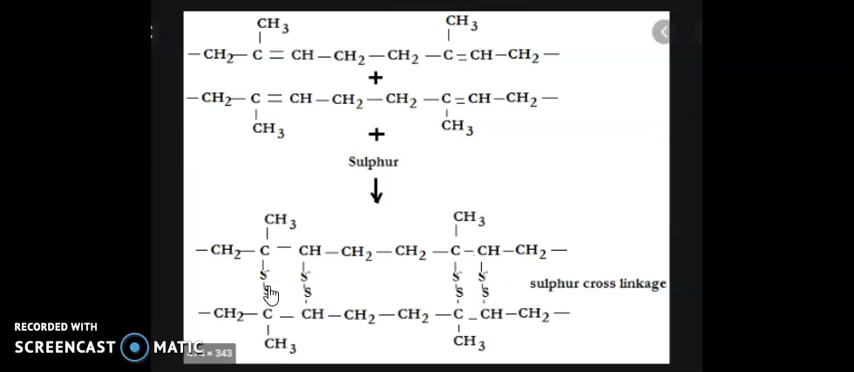 CH3 CH3
—CH2— C = CH—CH2—CH2 —C=CH—CH2—
+
—CH2— C = CH—CH2—CH2 —C=CH—CH2—
CH3 CH3
+
Sulphur
CH3 CH3
—CH2— C — CH—CH2—CH2 —C-CH—CH2—
S S S S
sulphur cross linkage
S S S S
—CH2— C — CH—CH2—CH2 —C-CH—CH2—
CH3 CH3
RECORDED WITH
SCREENCAST MATIC
× 343